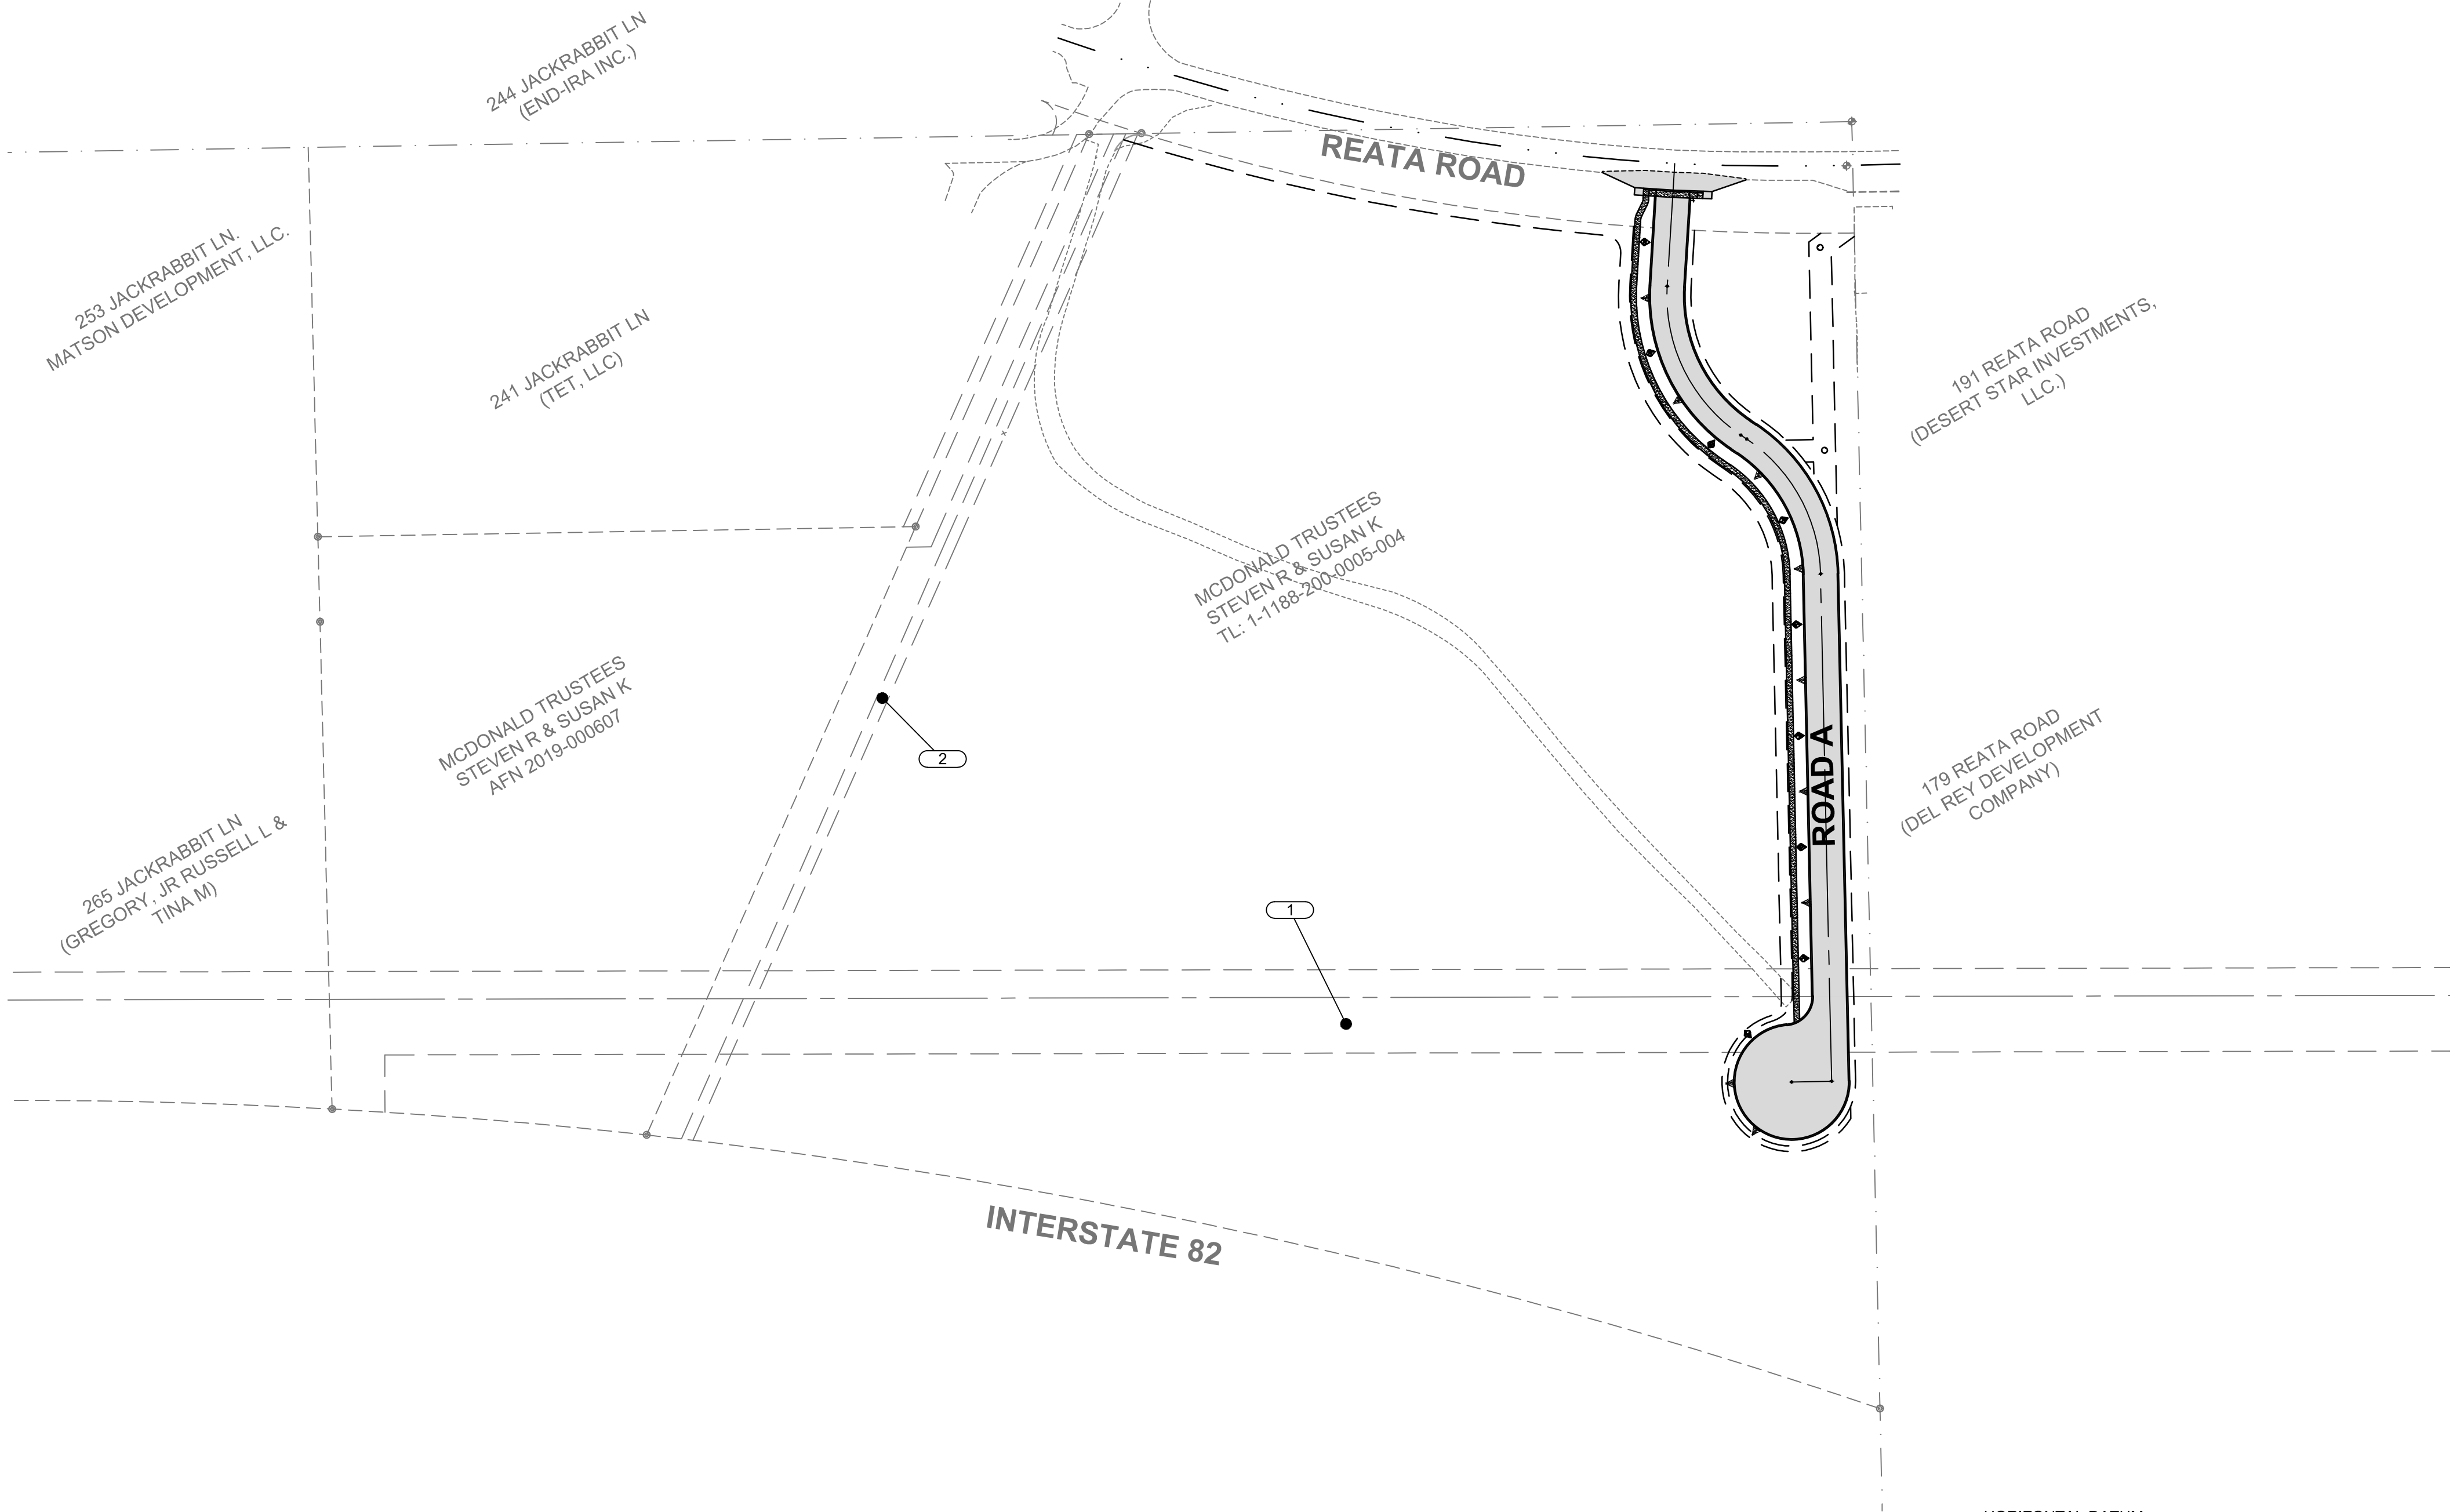 244 JACKRABBIT LN
(END-IRA INC.)
REATA ROAD
253 JACKRABBIT LN.
MATSON DEVELOPMENT, LLC.
241 JACKRABBIT LN
(TET, LLC)
191 REATA ROAD
(DESERT STAR INVESTMENTS,
LLC.)
MCDONALD TRUSTEES
STEVEN R & SUSAN K
TL: 1-1188-200-0005-004
MCDONALD TRUSTEES
STEVEN R & SUSAN K
AFN 2019-000607
2
ROAD A
179 REATA ROAD
(DEL REY DEVELOPMENT
COMPANY)
265 JACKRABBIT LN
(GREGORY, JR RUSSELL L &
TINA M)
1
INTERSTATE 82
HORIZONTAL DATUM